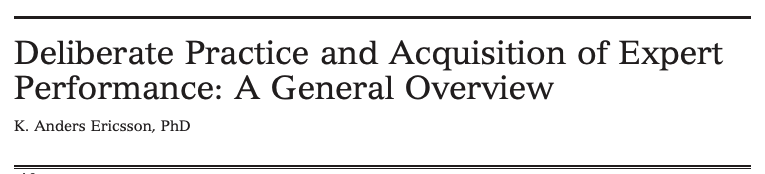 Deliberate Practice and Acquisition of Expert
Performance: A General Overview
K. Anders Ericsson, PhD